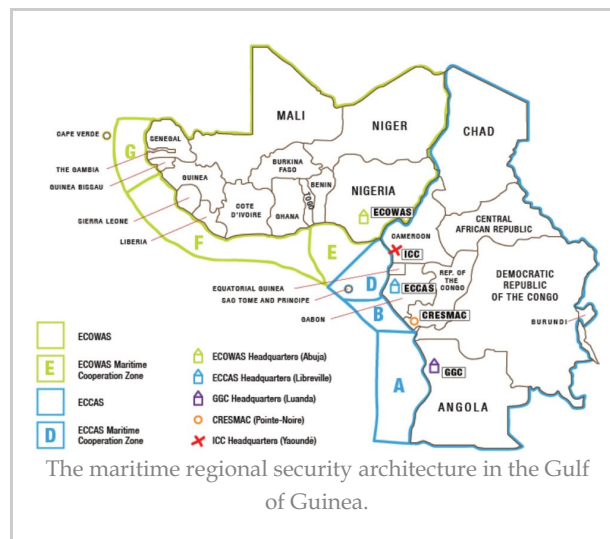 MALI
NIGER
CHAD
CAPE VERDE
G
SENEGAL
THE GAMBIA
GUINEA BISSAU
GUINEA
BURKINA
FASO
BENIN
TOGO
NIGERIA
ECOWAS
SIERRA LEONE
COTE
D'IVOIRE
GHANA
LIBERIA
F
E
CAMEROON
ICC
CENTRAL
AFRICAN REPUBLIC
EQUATORIAL GUINEA
SAO TOME AND PRINCIPE
D
ECCAS
REP. OF
THE
CONGO
DEMOCRATIC
REPUBLIC
OF THE CONGO
GABON
B
CRESMAC
BURUNDI
A
GGC
ANGOLA
ECOWAS
E
ECOWAS Maritime
Cooperation Zone
ECCAS
D
ECCAS Maritime
Cooperation Zone
ECOWAS Headquarters (Abuja)
ECCAS Headquarters (Libreville)
GGC Headquarters (Luanda)
CRESMAC (Pointe-Noire)
ICC Headquarters (Yaoundé)
The maritime regional security architecture in the Gulf
of Guinea.